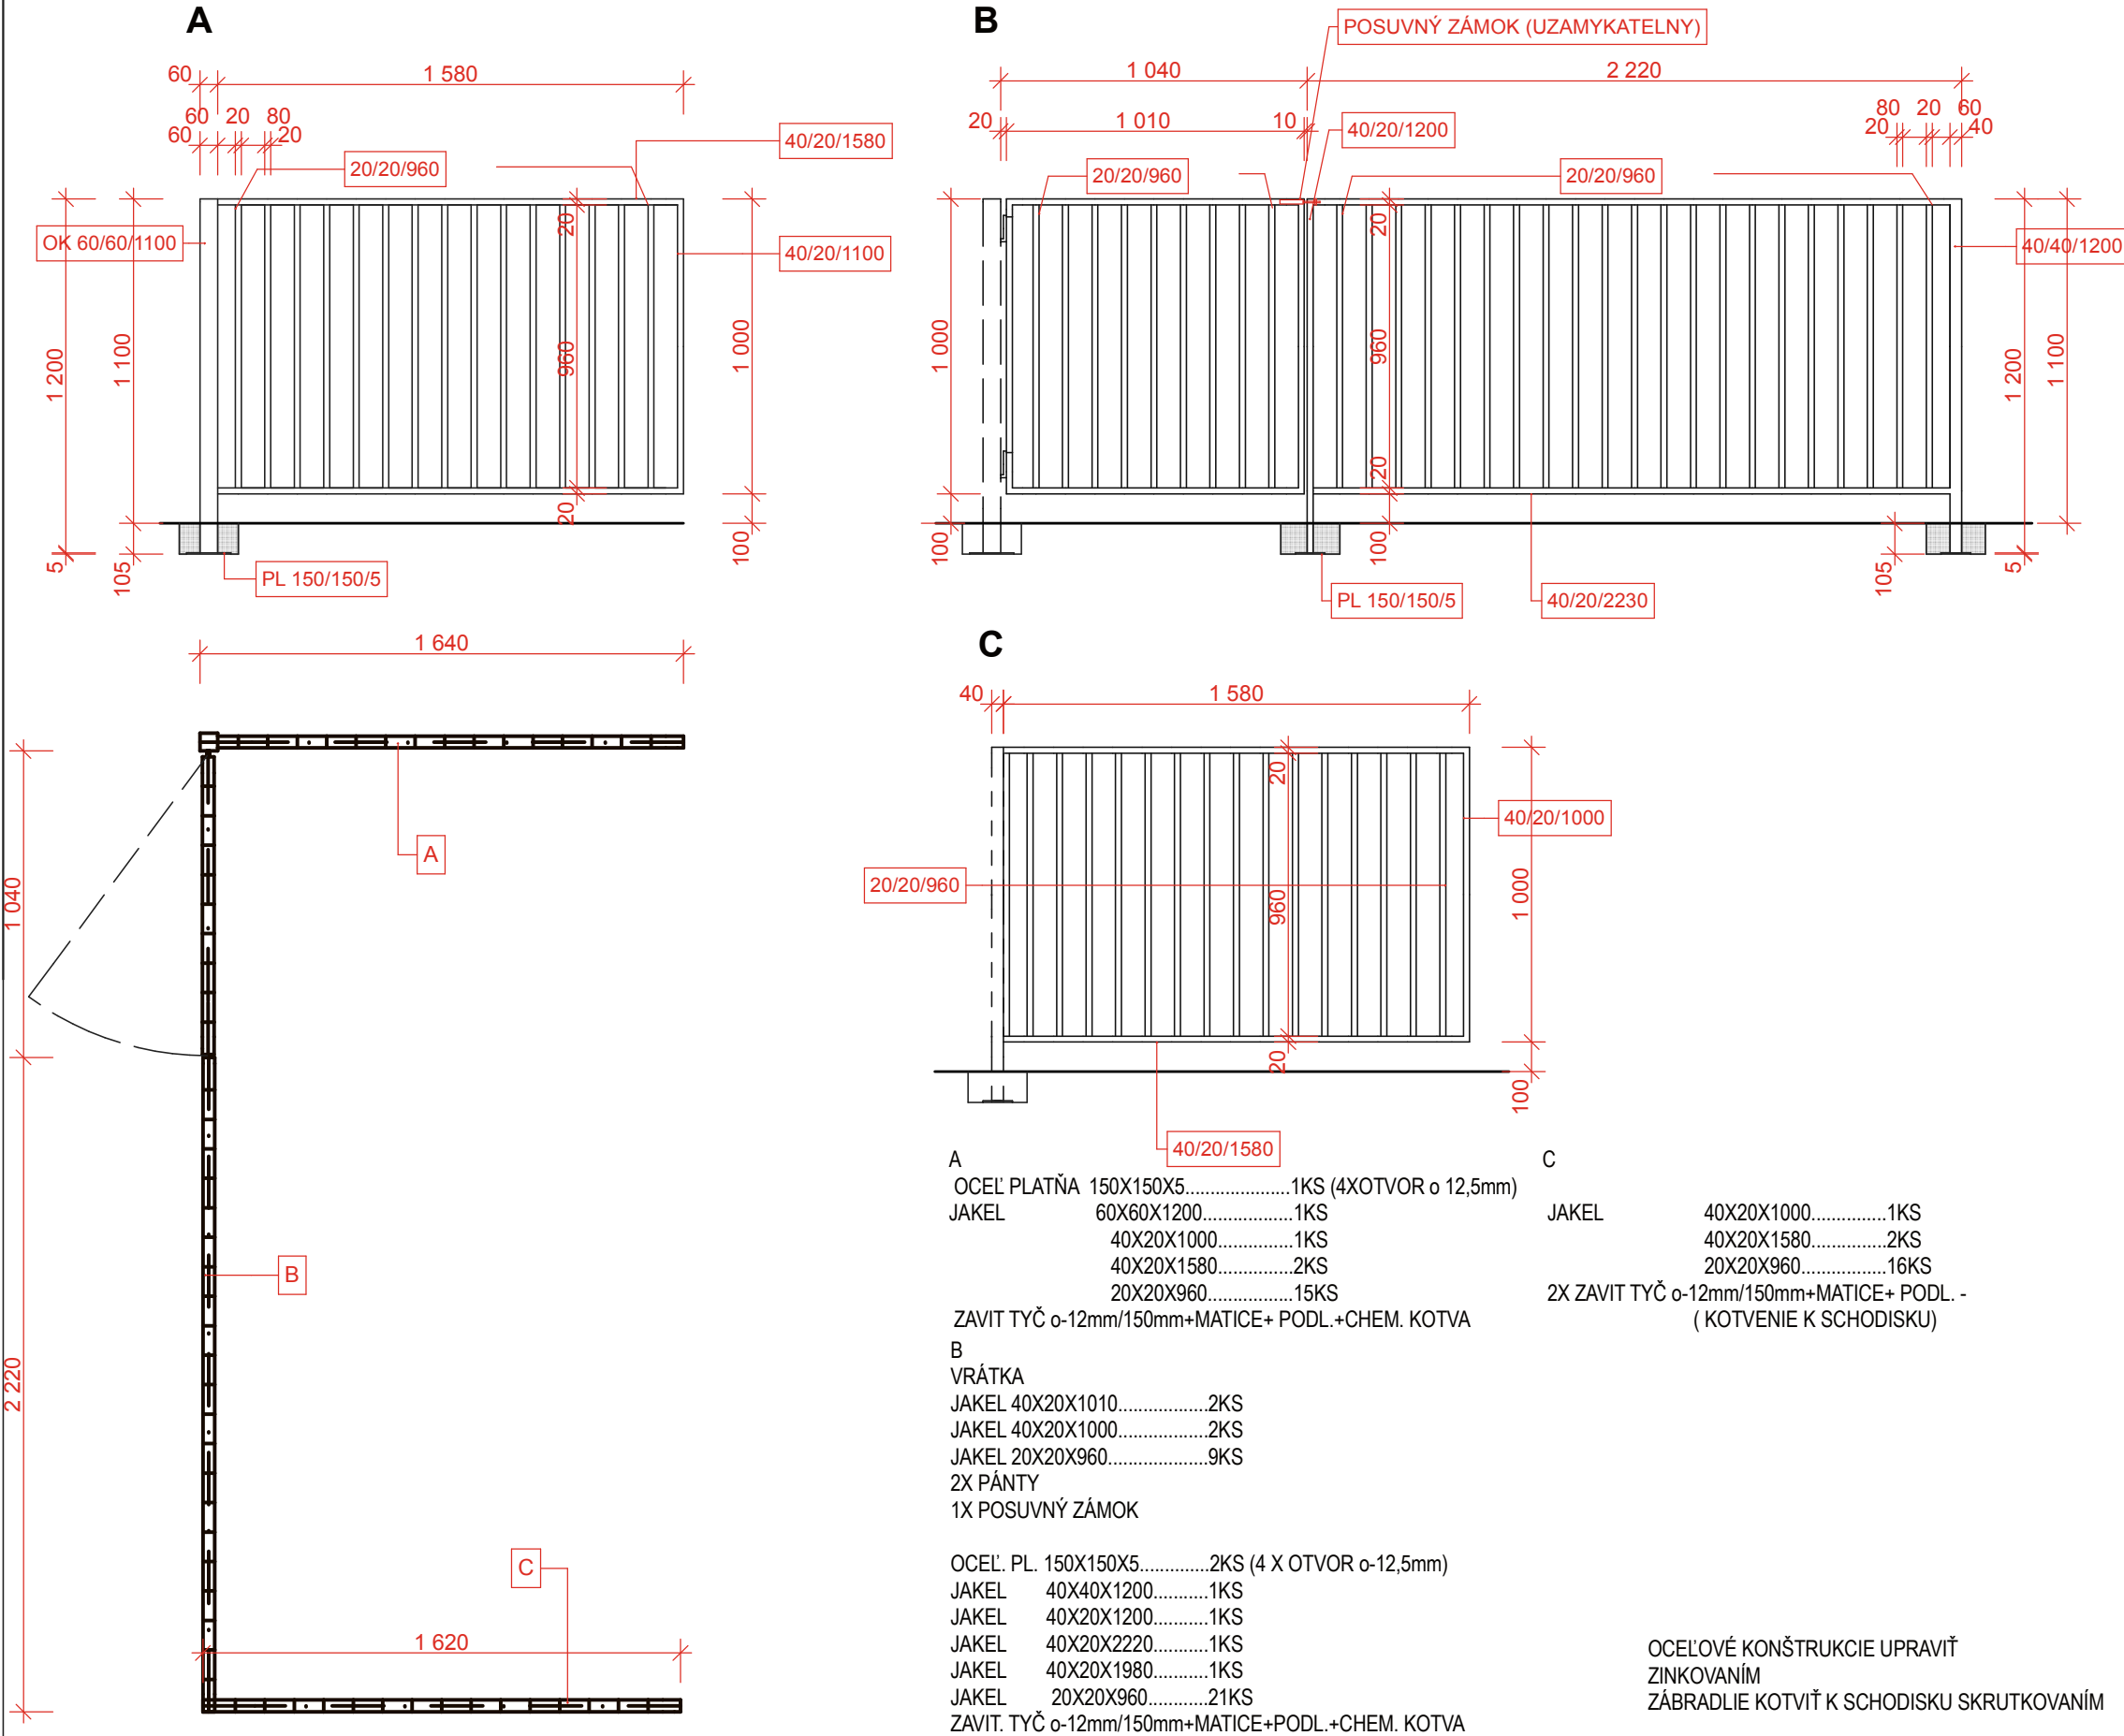 A
60
1 580
60
20
80
60
20
40/20/1580
20/20/960
OK 60/60/1100
40/20/1100
20
960
20
1 200
1 100
1 000
5
105
100
PL 150/150/5
B
POSUVNÝ ZÁMOK (UZAMYKATELNY)
1 040
2 220
20
1 010
10
40/20/1200
80
20
60
20
40
20/20/960
20/20/960
40/40/1200
20
960
20
1 000
1 200
1 100
100
100
105
5
PL 150/150/5
40/20/2230
1 640
1 040
2 220
A
B
C
1 620
C
40
1 580
20
40/20/1000
20/20/960
960
1 000
20
100
40/20/1580
A
OCEĽ PLATŇA 150X150X5.....................1KS (4XOTVOR o 12,5mm)
JAKEL 60X60X1200..................1KS
40X20X1000...............1KS
40X20X1580...............2KS
20X20X960.................15KS
ZAVIT TYČ o-12mm/150mm+MATICE+ PODL.+CHEM. KOTVA
B
VRÁTKA
JAKEL 40X20X1010..................2KS
JAKEL 40X20X1000..................2KS
JAKEL 20X20X960....................9KS
2X PÁNTY
1X POSUVNÝ ZÁMOK
OCEĽ. PL. 150X150X5..............2KS (4 X OTVOR o-12,5mm)
JAKEL 40X40X1200...........1KS
JAKEL 40X20X1200...........1KS
JAKEL 40X20X2220...........1KS
JAKEL 40X20X1980...........1KS
JAKEL 20X20X960............21KS
ZAVIT. TYČ o-12mm/150mm+MATICE+PODL.+CHEM. KOTVA
C
JAKEL 40X20X1000...............1KS
40X20X1580...............2KS
20X20X960.................16KS
2X ZAVIT TYČ o-12mm/150mm+MATICE+ PODL. -
( KOTVENIE K SCHODISKU)
OCEĽOVÉ KONŠTRUKCIE UPRAVIŤ
ZINKOVANÍM
ZÁBRADLIE KOTVIŤ K SCHODISKU SKRUTKOVANÍM